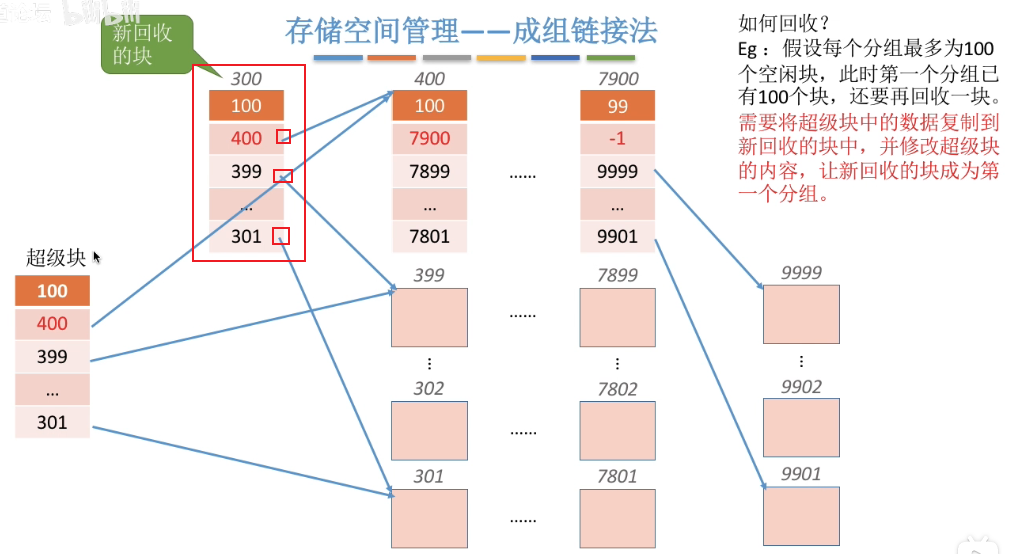 bilibili
存储空间管理——成组链接法
新回收
的块
如何回收？
Eg： 假设每个分组最多为100
个空闲块，此时第一个分组已
有100个块，还要再回收一块。
需要将超级块中的数据复制到
新回收的块中，并修改超级块
的内容，让新回收的块成为第
一个分组。
300
100
400
399
...
301
400
100
7900
7899
...
7801
......
7900
99
-1
9999
...
9901
超级块
100
400
399
...
301
399
302
301
......
......
......
7899
7802
7801
9999
9902
9901